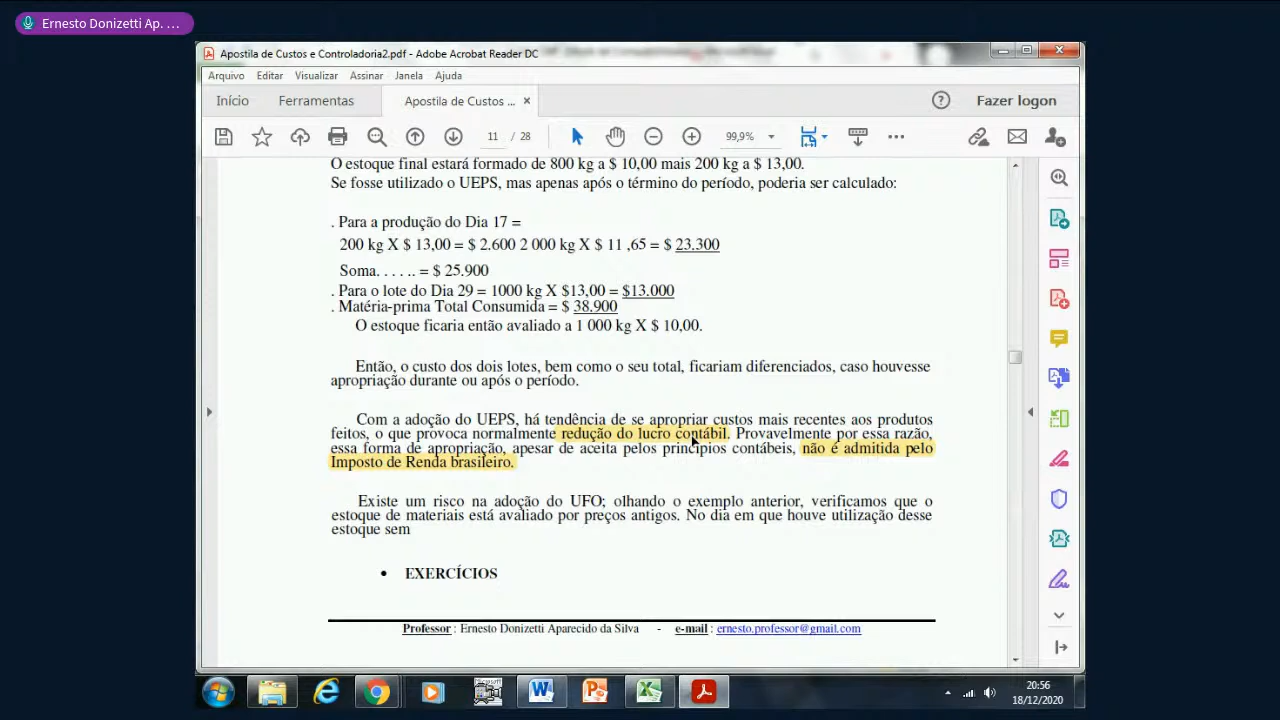 Ernesto Donizetti Ap. ...
Apostila de Custos e Controladoria2.pdf - Adobe Acrobat Reader DC
Arquivo Editar Visualizar Assinar Janela Ajuda
Início Ferramentas Apostila de Custos ... × Fazer logon
11 / 28 99,9%
O estoque final estará formado de 800 kg a $ 10,00 mais 200 kg a $ 13,00.
Se fosse utilizado o UEPS, mas apenas após o término do período, poderia ser calculado:
. Para a produção do Dia 17 =
200 kg X $ 13,00 = $ 2.600 2 000 kg X $ 11 ,65 = $ 23.300
Soma. . . . .. = $ 25.900
. Para o lote do Dia 29 = 1000 kg X $13,00 = $13.000
. Matéria-prima Total Consumida = $ 38,900
O estoque ficaria então avaliado a 1 000 kg X $ 10,00.
Então, o custo dos dois lotes, bem como o seu total, ficariam diferenciados, caso houvesse
apropriação durante ou após o período.
Com a adoção do UEPS, há tendência de se apropriar custos mais recentes aos produtos
feitos, o que provoca normalmente redução do lucro contábil. Provavelmente por essa razão,
essa forma de apropriação, apesar de aceita pelos princípios contábeis, não é admitida pelo
Imposto de Renda brasileiro.
Existe um risco na adoção do UFO; olhando o exemplo anterior, verificamos que o
estoque de materiais está avaliado por preços antigos. No dia em que houve utilização desse
estoque sem
• EXERCÍCIOS
Professor : Ernesto Donizetti Aparecido da Silva - e-mail : ernesto.professor@gmail.com
20:56
18/12/2020